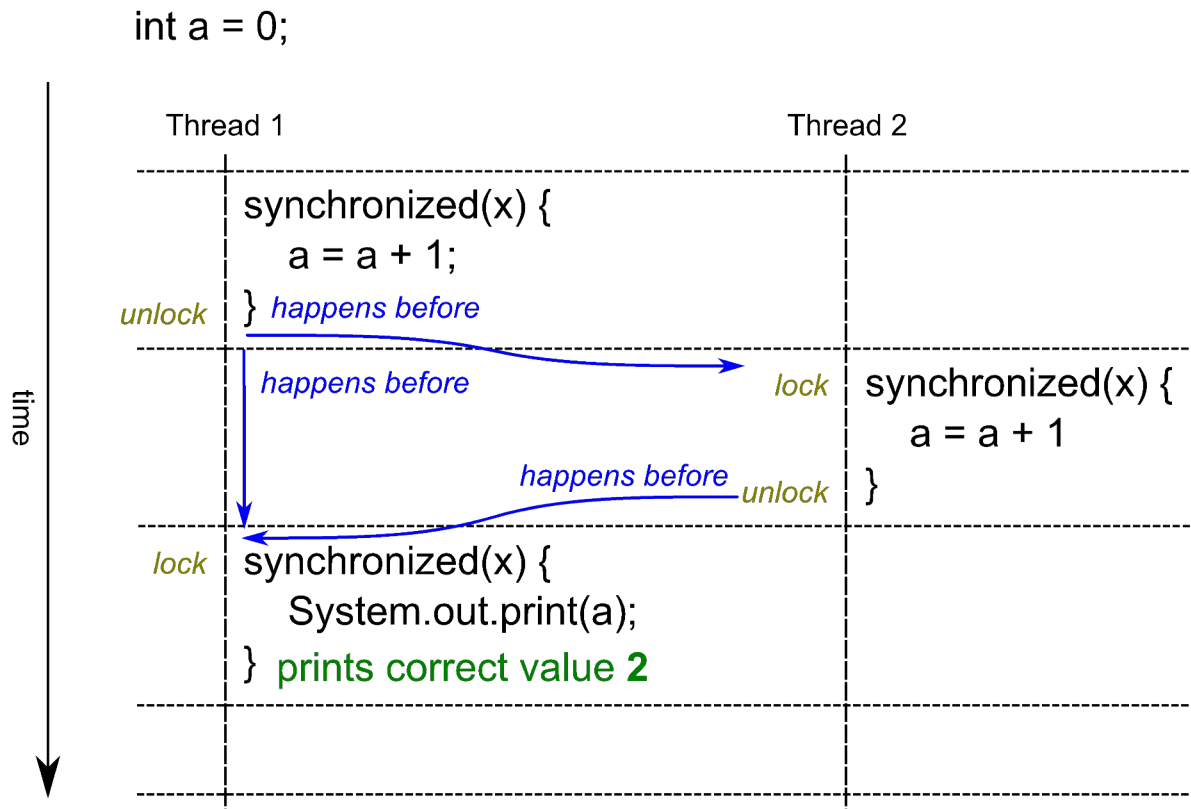 int a = 0;
Thread 1
Thread 2
synchronized(x) {
a = a + 1;
unlock
} happens before
happens before
time
lock
synchronized(x) {
a = a + 1
happens before
unlock
}
lock
synchronized(x) {
System.out.print(a);
} prints correct value 2